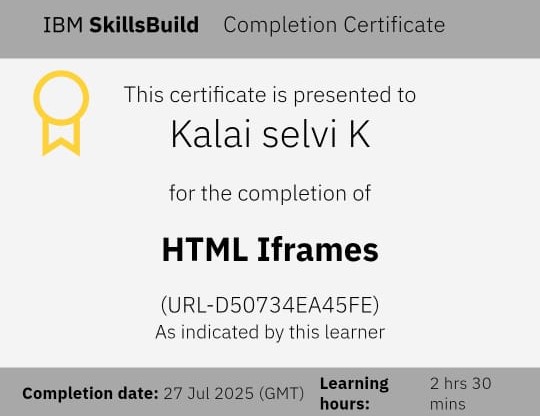 IBM SkillsBuild Completion Certificate
This certificate is presented to
Kalai selvi K
for the completion of
HTML Iframes
(URL-D50734EA45FE)
As indicated by this learner
Completion date: 27 Jul 2025 (GMT)
Learning hours:
2 hrs 30 mins